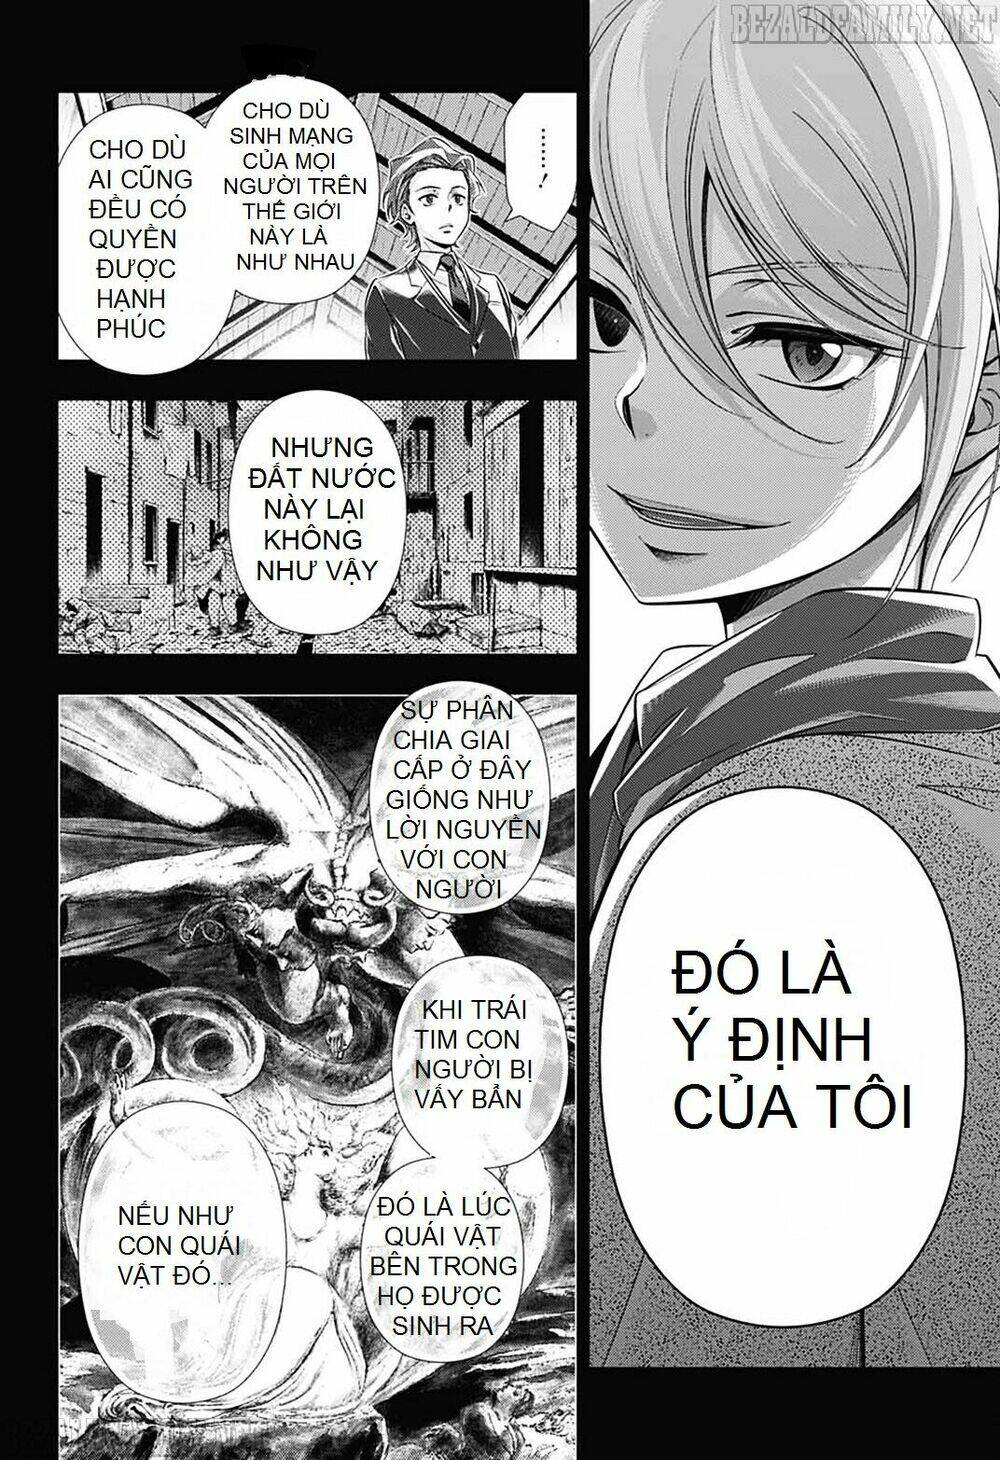 BEZALDFAMILY.NET
ĐÓ LÀ
Ý ĐỊNH
CỦA TÔI
........
CHO DÙ
SINH MẠNG
CỦA MỌI
NGƯỜI TRÊN
THẾ GIỚI
NÀY LÀ
NHƯ NHAU
CHO DÙ
AI CŨNG
ĐỀU CÓ
QUYỀN
ĐƯỢC
HẠNH
PHÚC
NHƯNG
ĐẤT NƯỚC
NÀY LẠI
KHÔNG
NHƯ VẬY
SỰ PHÂN
CHIA GIAI
CẤP Ở ĐÂY
GIỐNG NHƯ
LỜI NGUYỀN
VỚI CON
NGƯỜI
KHI TRÁI
TIM CON
NGƯỜI BỊ
VẤY BẨN
ĐÓ LÀ LÚC
QUÁI VẬT
BÊN TRONG
HỌ ĐƯỢC
SINH RA
NẾU NHƯ
CON QUÁI
VẬT ĐÓ...